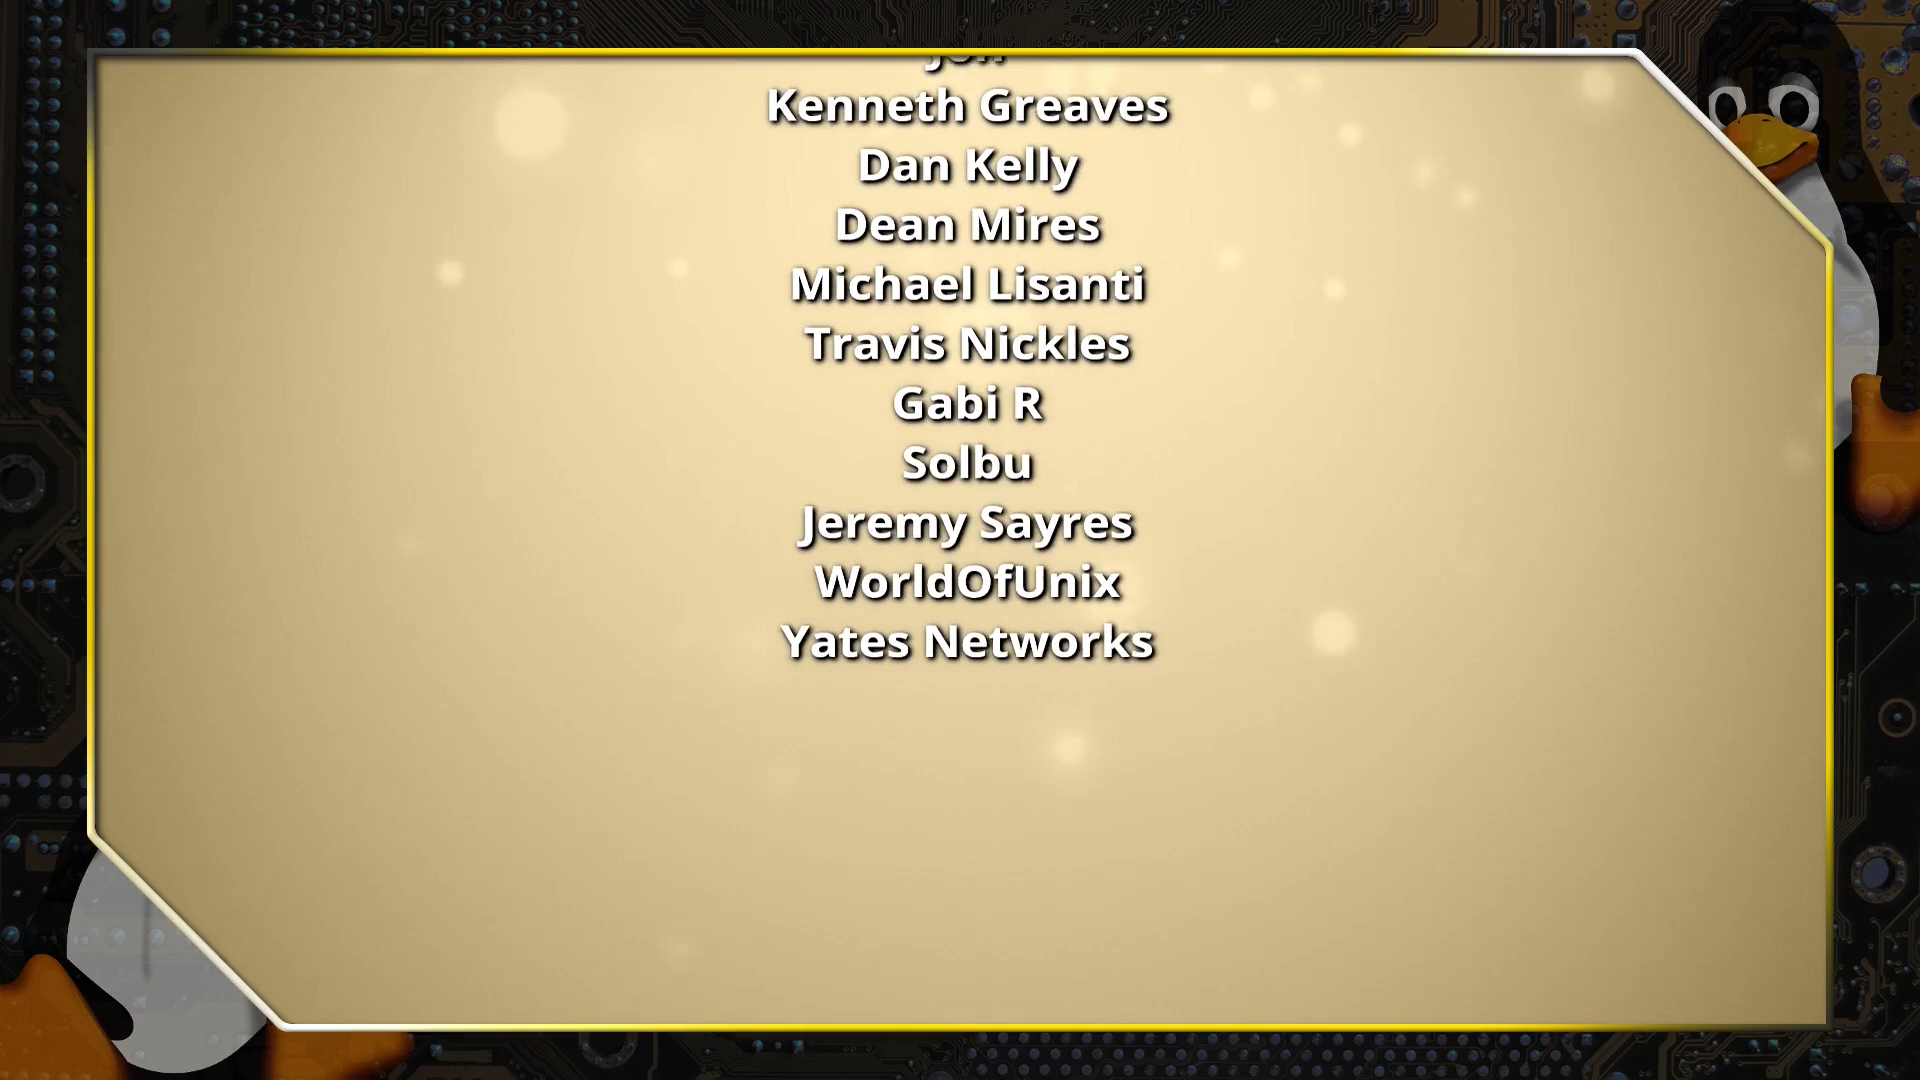 Kenneth Greaves
Dan Kelly
Dean Mires
Michael Lisanti
Travis Nickles
Gabi R
Solbu
Jeremy Sayres
WorldOfUnix
Yates Networks